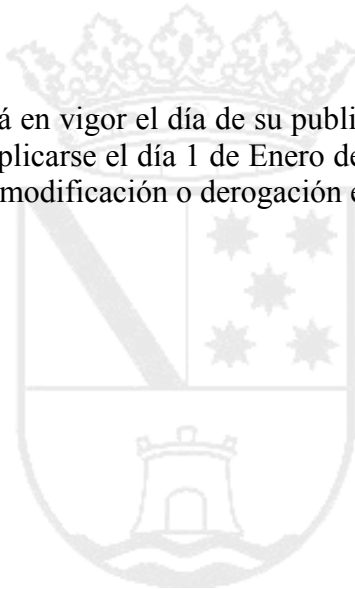 á en vigor el día de su publi
plicarse el día 1 de Enero de
modificación o derogación e